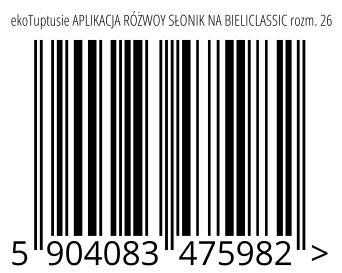 ekoTuptusie APLIKACJA RÓŻWOY SŁONIK NA BIELICLASSIC rozm. 26
5 904083 475982 >